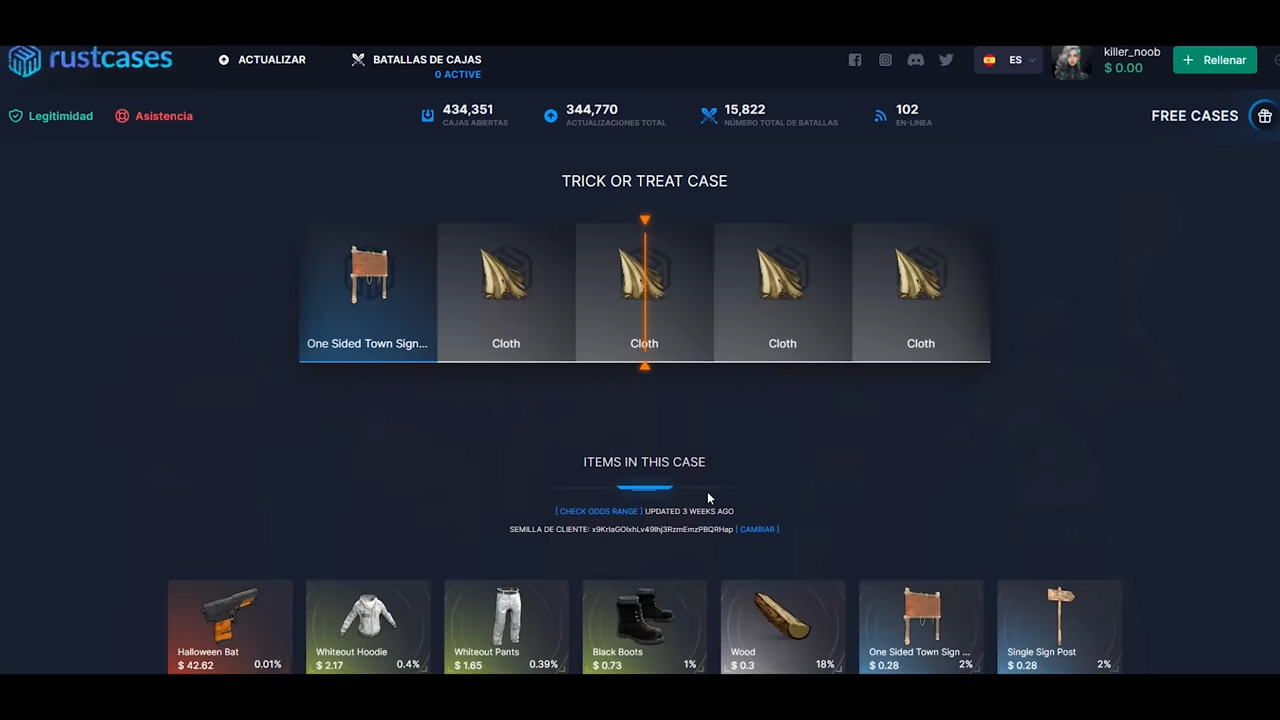 rustcases
ACTUALIZAR
BATALLAS DE CAJAS
0 ACTIVE
ES
killer_noob
$ 0.00
+ Rellenar
Legitimidad
Asistencia
434,351
CAJAS ABIERTAS
344,770
ACTUALIZACIONES TOTAL
15,822
NÚMERO TOTAL DE BATALLAS
102
EN-LINEA
FREE CASES
TRICK OR TREAT CASE
One Sided Town Sign...
Cloth
Cloth
Cloth
Cloth
ITEMS IN THIS CASE
[ CHECK ODDS RANGE ] UPDATED 3 WEEKS AGO
SEMILLA DE CLIENTE: [ CAMBIAR ]
Halloween Bat
$ 42.62 0.01%
Whiteout Hoodie
$ 2.17 0.4%
Whiteout Pants
$ 1.65 0.39%
Black Boots
$ 0.73 1%
Wood
$ 0.3 18%
One Sided Town Sign ...
$ 0.28 2%
Single Sign Post
$ 0.28 2%